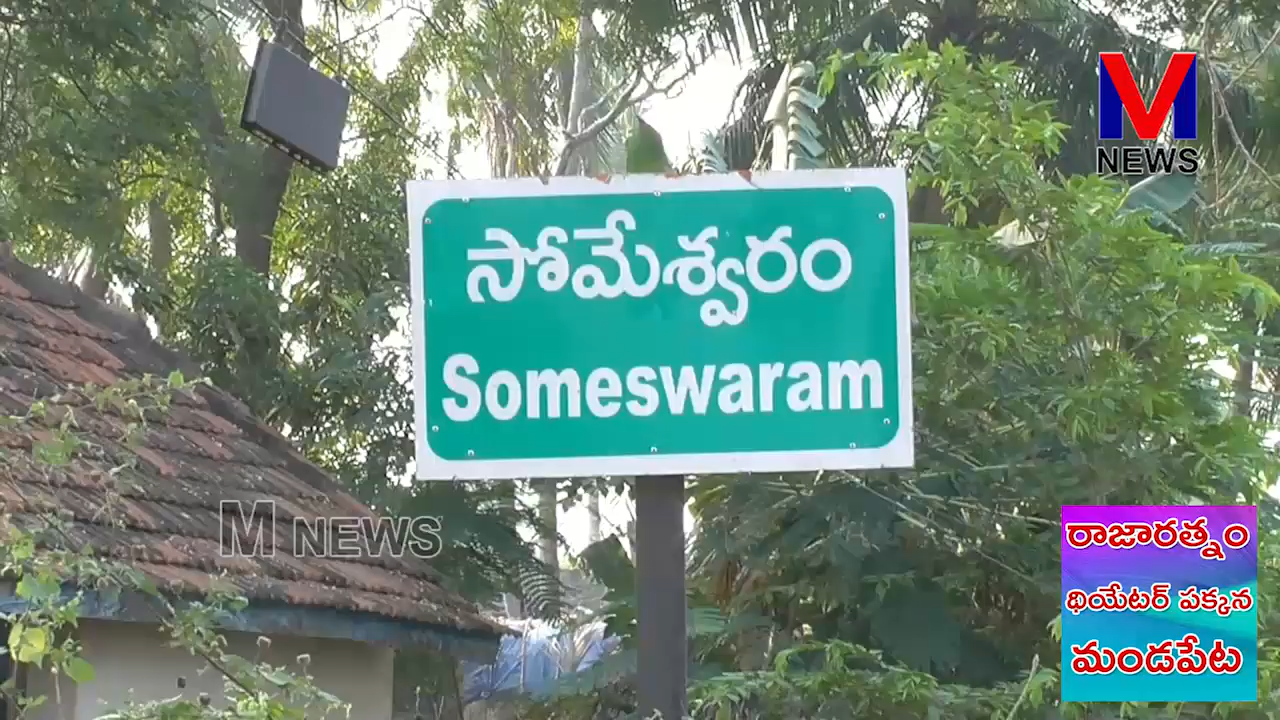 M
NEWS
సోమేశ్వరం
Someswaram
M NEWS
రాజారత్నం
థియేటర్ పక్కన
మండపేట